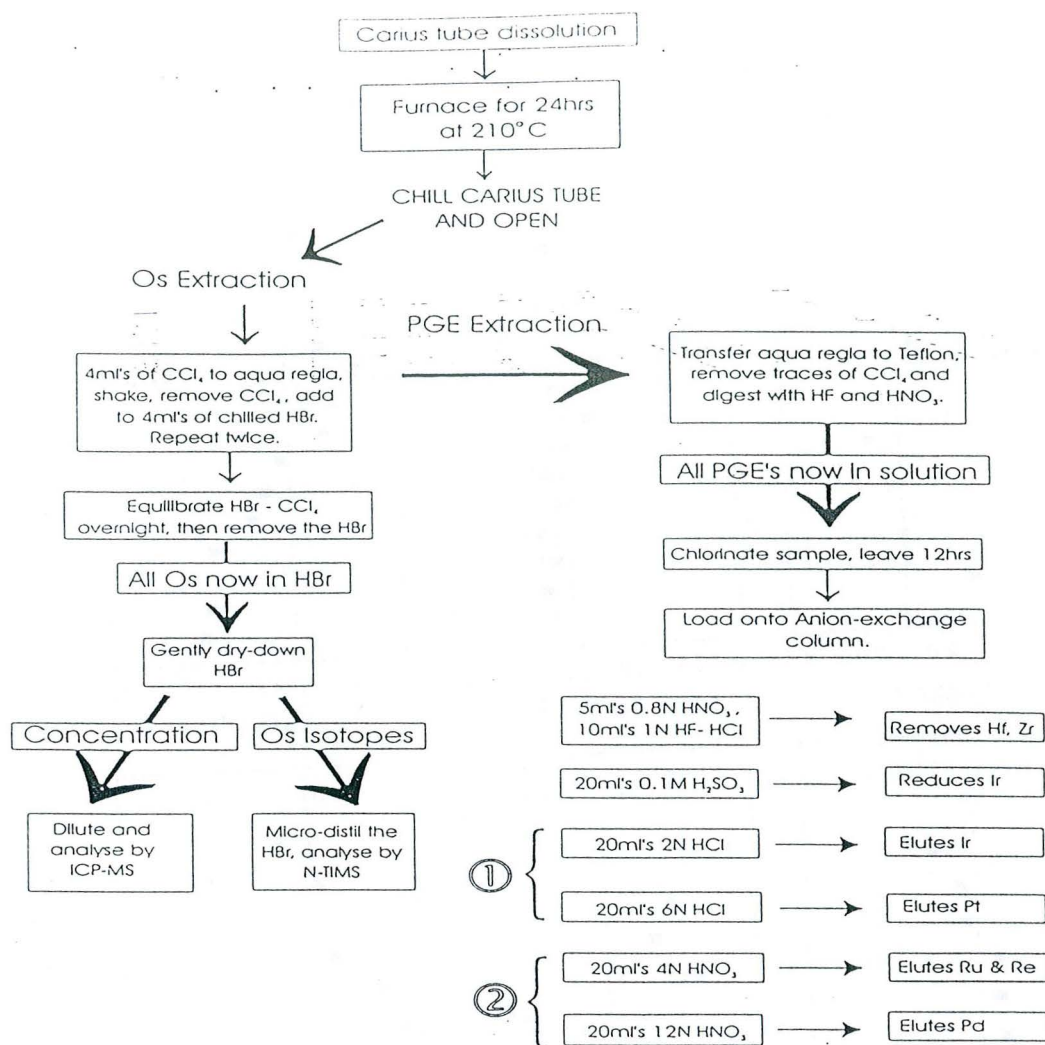 Carius tube dissolution
Furnace for 24hrs
at 210°C
CHILL CARIUS TUBE
AND OPEN
Os Extraction
4ml's of CCl₄ to aqua regia,
shake, remove CCl₄, add
to 4ml's of chilled HBr.
Repeat twice.
Equilibrate HBr - CCl₄
overnight, then remove the HBr
All Os now in HBr
Gently dry-down
HBr
Concentration
Os Isotopes
Dilute and
analyse by
ICP-MS
Micro-distil the
HBr, analyse by
N-TIMS
PGE Extraction
Transfer aqua regia to Teflon,
remove traces of CCl₄ and
digest with HF and HNO₃.
All PGE's now in solution
Chlorinate sample, leave 12hrs
Load onto Anion-exchange
column.
5ml's 0.8N HNO₃,
10ml's 1N HF- HCl
Removes Hf, Zr
20ml's 0.1M H₂SO₃
Reduces Ir
①
20ml's 2N HCl
Elutes Ir
20ml's 6N HCl
Elutes Pt
②
20ml's 4N HNO₃
Elutes Ru & Re
20ml's 12N HNO₃
Elutes Pd